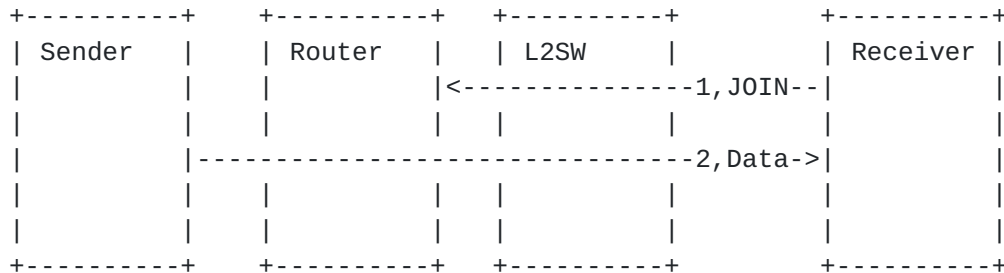 +----------+    +----------+   +----------+         +----------+
| Sender   |    | Router   |   | L2SW     |         | Receiver |
|          |    |          |<---------------1,JOIN--|          |
|          |    |          |   |          |         |          |
|          |-------------------------------2,Data->|          |
|          |    |          |   |          |         |          |
|          |    |          |   |          |         |          |
+----------+    +----------+   +----------+         +----------+